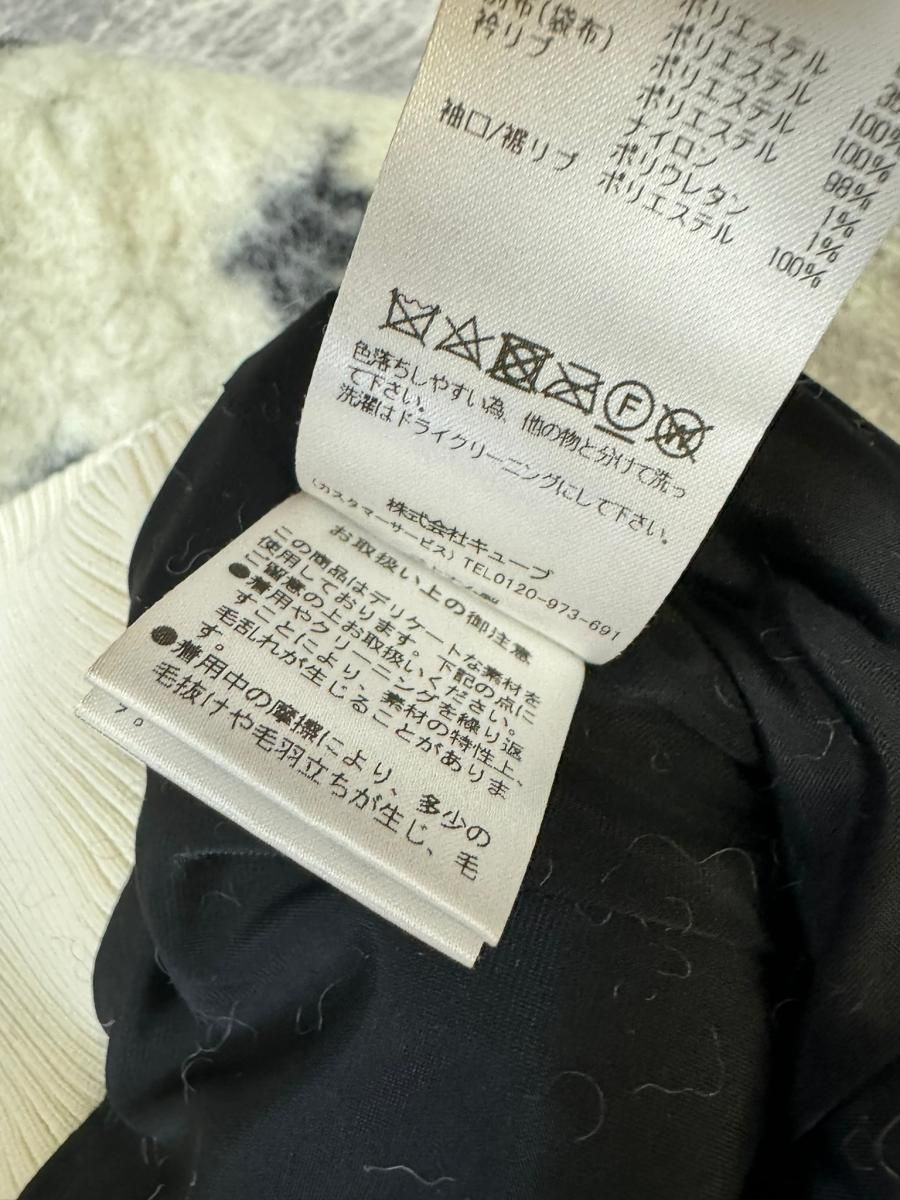 (袋布) ポリエステル
衿リブ ポリエステル
ポリエステル 100%
ポリエステル 100%
ナイロン 98%
袖口/裾リブ ポリウレタン 1%
ポリエステル 1%
100%
F
W
色落ちしやすい為、他の物と分けて洗っ
て下さい。
洗濯はドライクリーニングにして下さい。
株式会社キューブ
(カスタマーサービス) TEL0120-973-691
お取扱い上の御注意
この商品はデリケートな素材を
使用しております。下記の点に
ご留意の上お取扱いください。
●着用やクリーニングを繰り返
すことにより、素材の特性上、
毛乱れが生じることがありま
す。
●着用中の摩擦により、多少の
毛抜けや毛羽立ちが生じ、毛